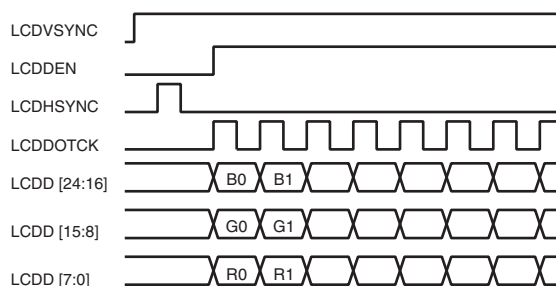 LCDVSYNC
LCDDEN
LCDHSYNC
LCDDOTCK
LCDD [24:16] B0 B1
LCDD [15:8] G0 G1
LCDD [7:0] R0 R1